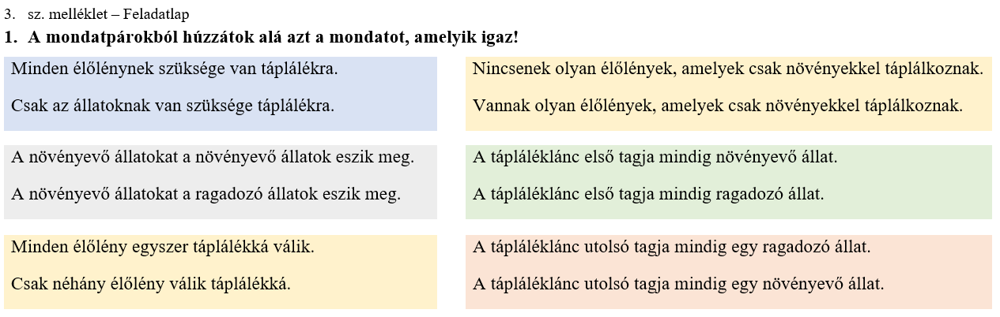 3. sz. melléklet – Feladatlap
1. A mondatpárokból húzzátok alá azt a mondatot, amelyik igaz!
Minden élőlénynek szüksége van táplálékra.
Csak az állatoknak van szüksége táplálékra.
Nincsenek olyan élőlények, amelyek csak növényekkel táplálkoznak.
Vannak olyan élőlények, amelyek csak növényekkel táplálkoznak.
A növényevő állatokat a növényevő állatok eszik meg.
A növényevő állatokat a ragadozó állatok eszik meg.
A tápláléklánc első tagja mindig növényevő állat.
A tápláléklánc első tagja mindig ragadozó állat.
Minden élőlény egyszer táplálékká válik.
Csak néhány élőlény válik táplálékká.
A tápláléklánc utolsó tagja mindig egy ragadozó állat.
A tápláléklánc utolsó tagja mindig egy növényevő állat.